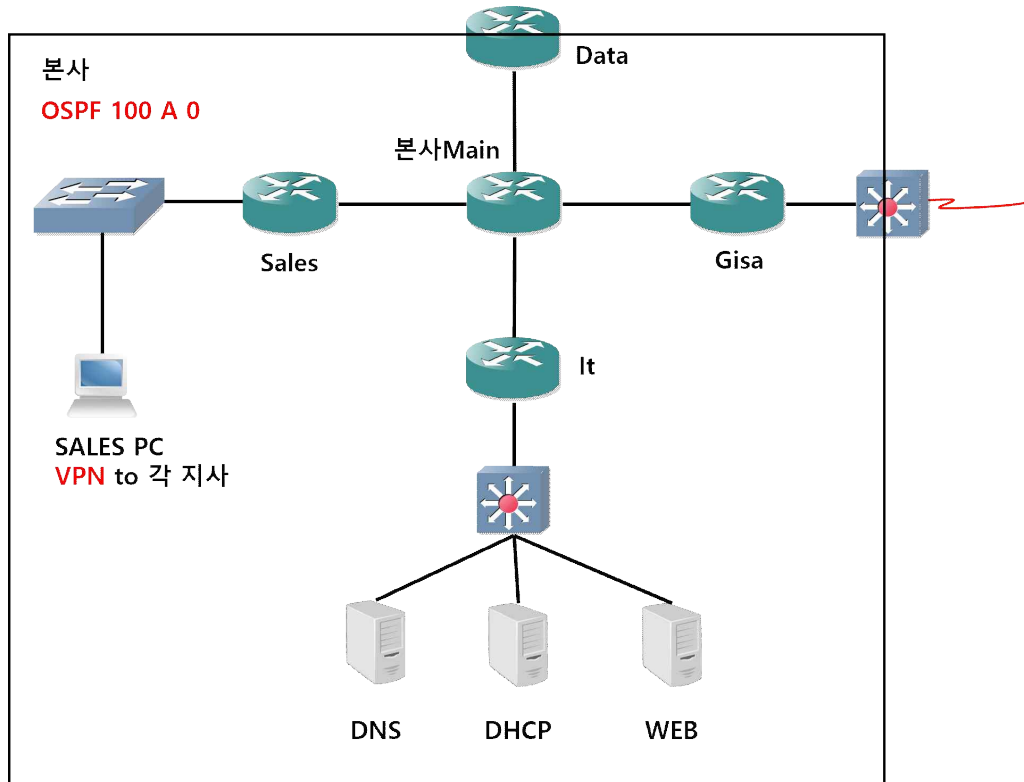 Data
본사
OSPF 100 A 0
본사Main
Sales
Gisa
It
SALES PC
VPN to 각 지사
DNS
DHCP
WEB